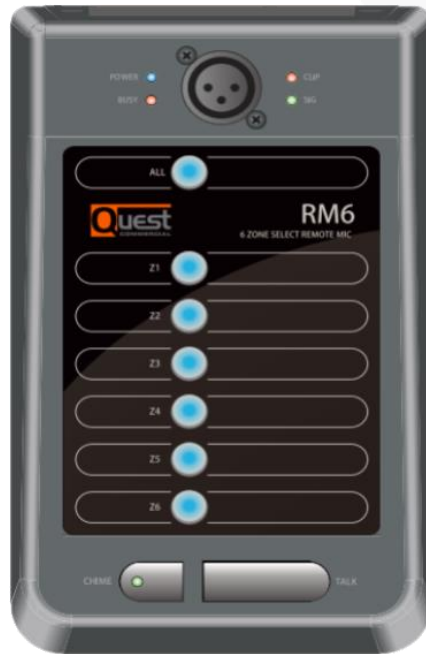 POWER
CLIP
BUSY
SIG
ALL
Quest
COMMERCIAL
RM6
6 ZONE SELECT REMOTE MIC
Z1
Z2
Z3
Z4
Z5
Z6
CHIME
TALK